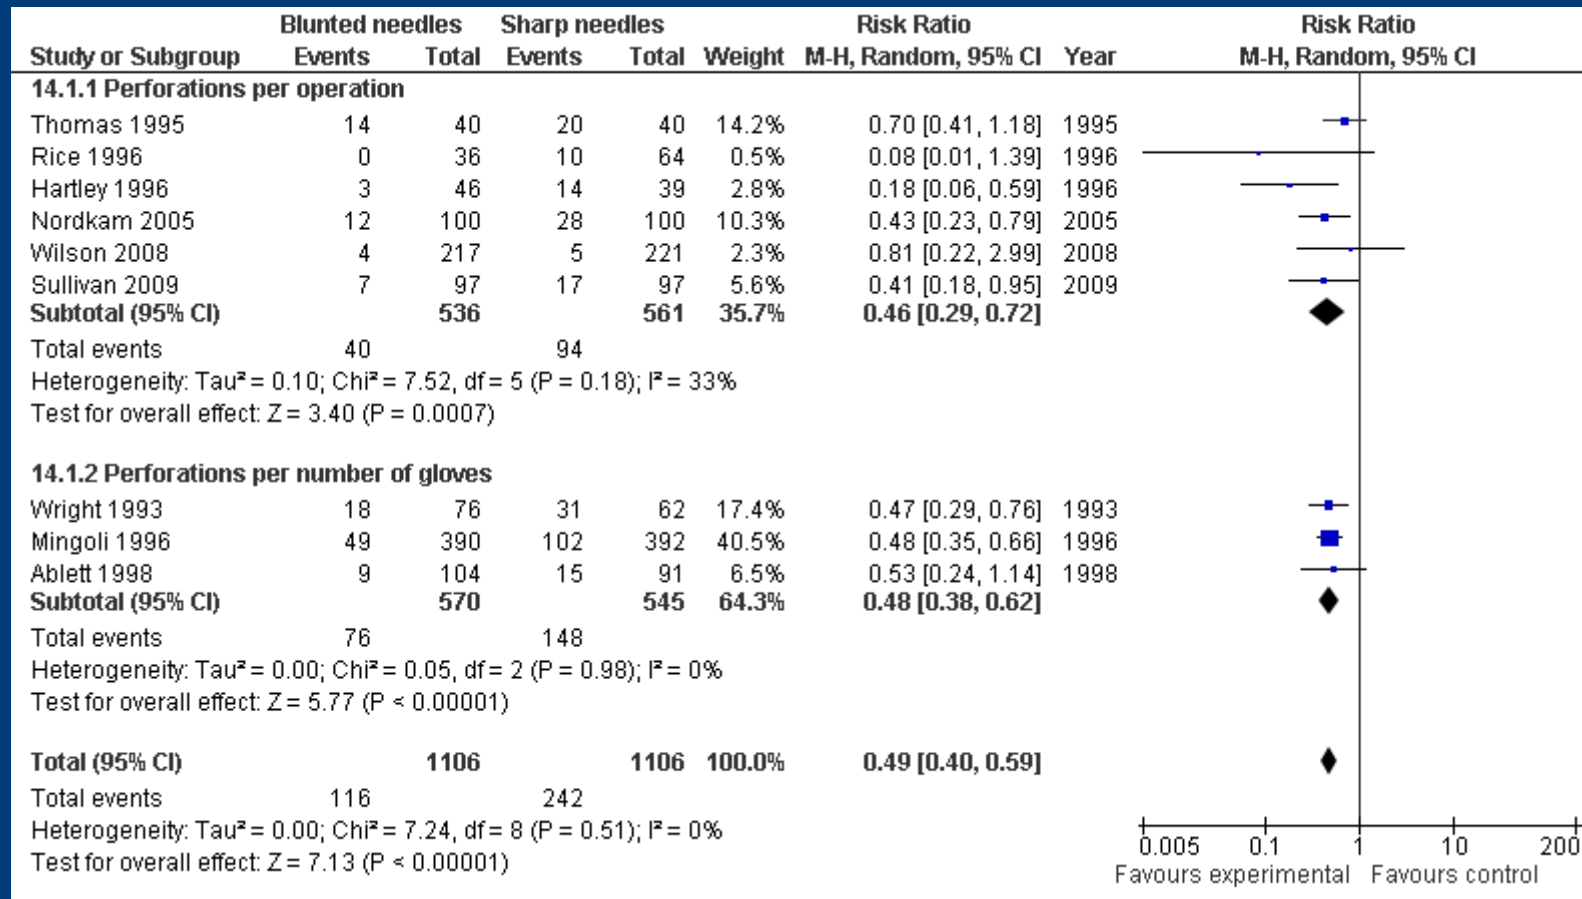 Blunted needles Sharp needles Risk Ratio Risk Ratio
Study or Subgroup Events Total Events Total Weight M-H, Random, 95% CI Year M-H, Random, 95% CI
14.1.1 Perforations per operation
Thomas 1995 14 40 20 40 14.2% 0.70 [0.41, 1.18] 1995
Rice 1996 0 36 10 64 0.5% 0.08 [0.01, 1.39] 1996
Hartley 1996 3 46 14 39 2.8% 0.18 [0.06, 0.59] 1996
Nordkam 2005 12 100 28 100 10.3% 0.43 [0.23, 0.79] 2005
Wilson 2008 4 217 5 221 2.3% 0.81 [0.22, 2.99] 2008
Sullivan 2009 7 97 17 97 5.6% 0.41 [0.18, 0.95] 2009
Subtotal (95% CI) 536 561 35.7% 0.46 [0.29, 0.72]
Total events 40 94
Heterogeneity: Tau² = 0.10; Chi² = 7.52, df = 5 (P = 0.18); I² = 33%
Test for overall effect: Z = 3.40 (P = 0.0007)
14.1.2 Perforations per number of gloves
Wright 1993 18 76 31 62 17.4% 0.47 [0.29, 0.76] 1993
Mingoli 1996 49 390 102 392 40.5% 0.48 [0.35, 0.66] 1996
Ablett 1998 9 104 15 91 6.5% 0.53 [0.24, 1.14] 1998
Subtotal (95% CI) 570 545 64.3% 0.48 [0.38, 0.62]
Total events 76 148
Heterogeneity: Tau² = 0.00; Chi² = 0.05, df = 2 (P = 0.98); I² = 0%
Test for overall effect: Z = 5.77 (P < 0.00001)
Total (95% CI) 1106 1106 100.0% 0.49 [0.40, 0.59]
Total events 116 242
Heterogeneity: Tau² = 0.00; Chi² = 7.24, df = 8 (P = 0.51); I² = 0%
Test for overall effect: Z = 7.13 (P < 0.00001)
0.005 0.1 1 10 200
Favours experimental Favours control